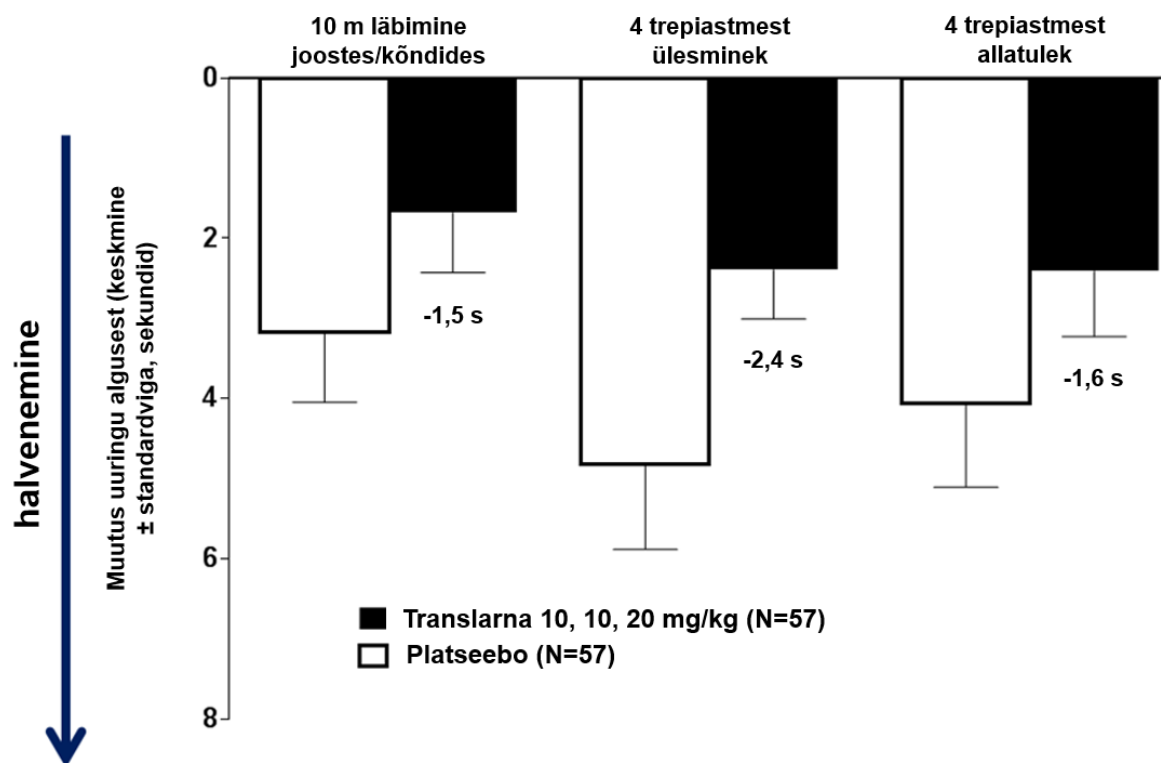 10 m läbimine
joostes/kõndides
4 trepiastmest
ülesminek
4 trepiastmest
allatulek
halvenemine
Muutus uuringu algusest (keskmine
± standardviga, sekundid)
0
2
4
6
8
-1,5 s
-2,4 s
-1,6 s
Translarna 10, 10, 20 mg/kg (N=57)
Platseebo (N=57)